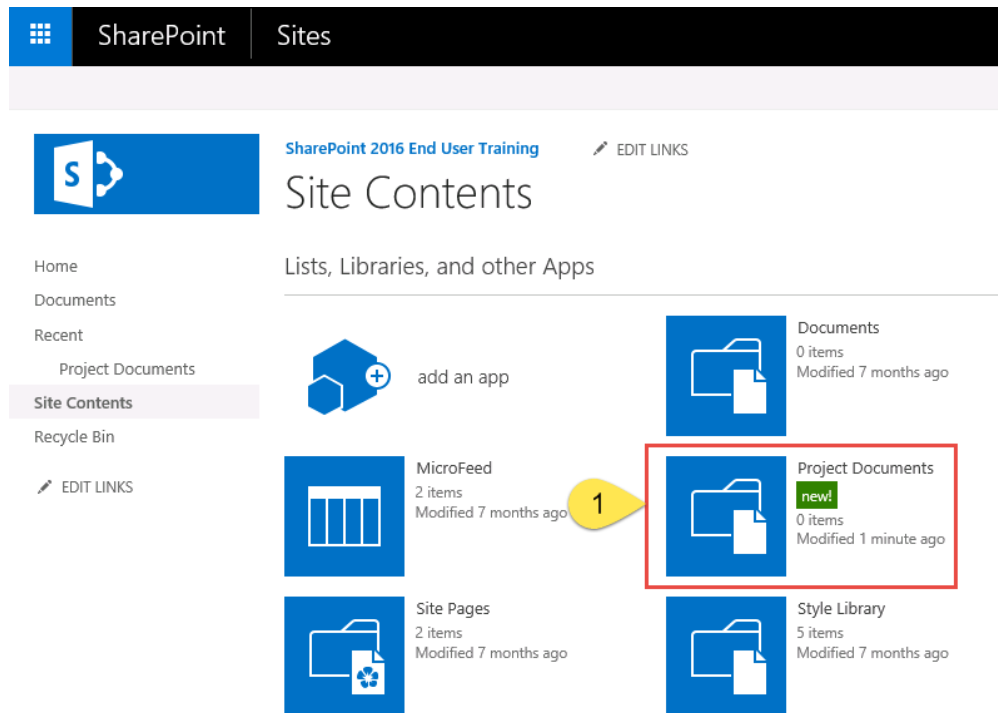 SharePoint Sites
S
SharePoint 2016 End User Training EDIT LINKS
Site Contents
Home
Documents
Recent
Project Documents
Site Contents
Recycle Bin
EDIT LINKS
Lists, Libraries, and other Apps
add an app
Documents
0 items
Modified 7 months ago
MicroFeed
2 items
Modified 7 months ago
1
Project Documents
new!
0 items
Modified 1 minute ago
Site Pages
2 items
Modified 7 months ago
Style Library
5 items
Modified 7 months ago